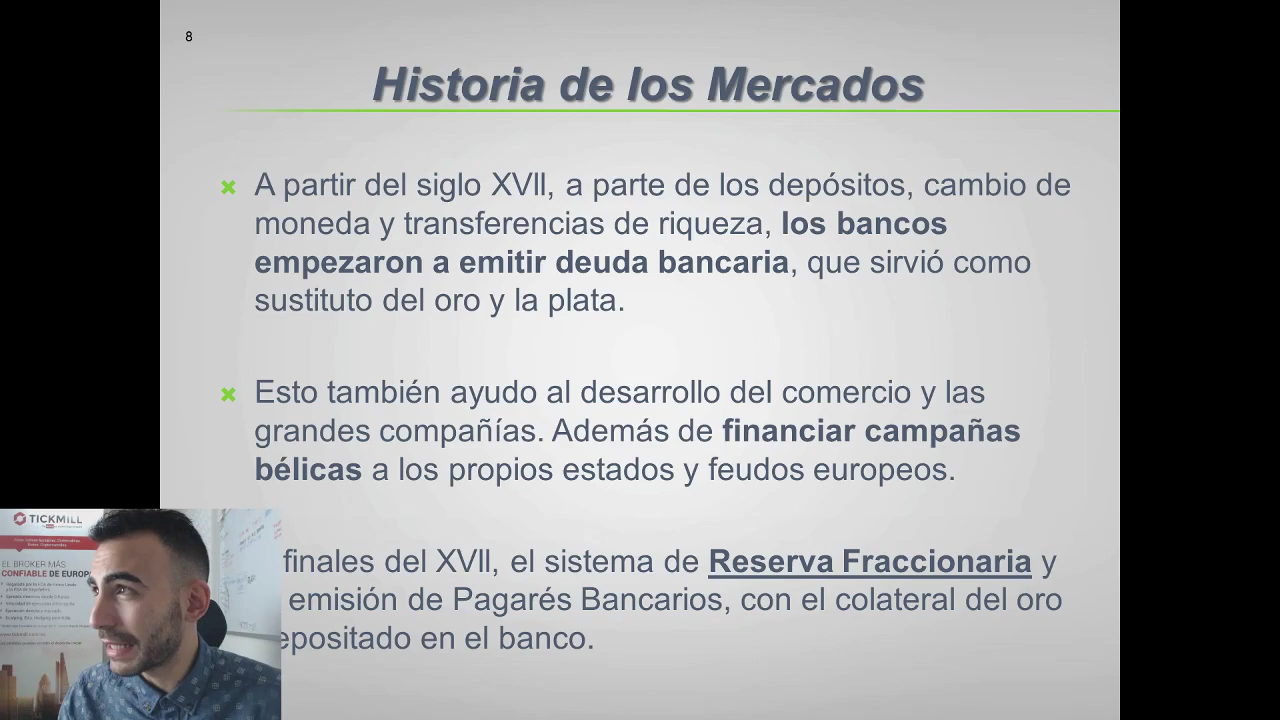 8
Historia de los Mercados
A partir del siglo XVll, a parte de los depósitos, cambio de
moneda y transferencias de riqueza, los bancos
empezaron a emitir deuda bancaria, que sirvió como
sustituto del oro y la plata.
Esto también ayudo al desarrollo del comercio y las
grandes compañías. Además de financiar campañas
bélicas a los propios estados y feudos europeos.
finales del XVll, el sistema de Reserva Fraccionaria y
emisión de Pagarés Bancarios, con el colateral del oro
epositado en el banco.
TICKMILL
EL BROKER MÁS
CONFIABLE DE EUROP